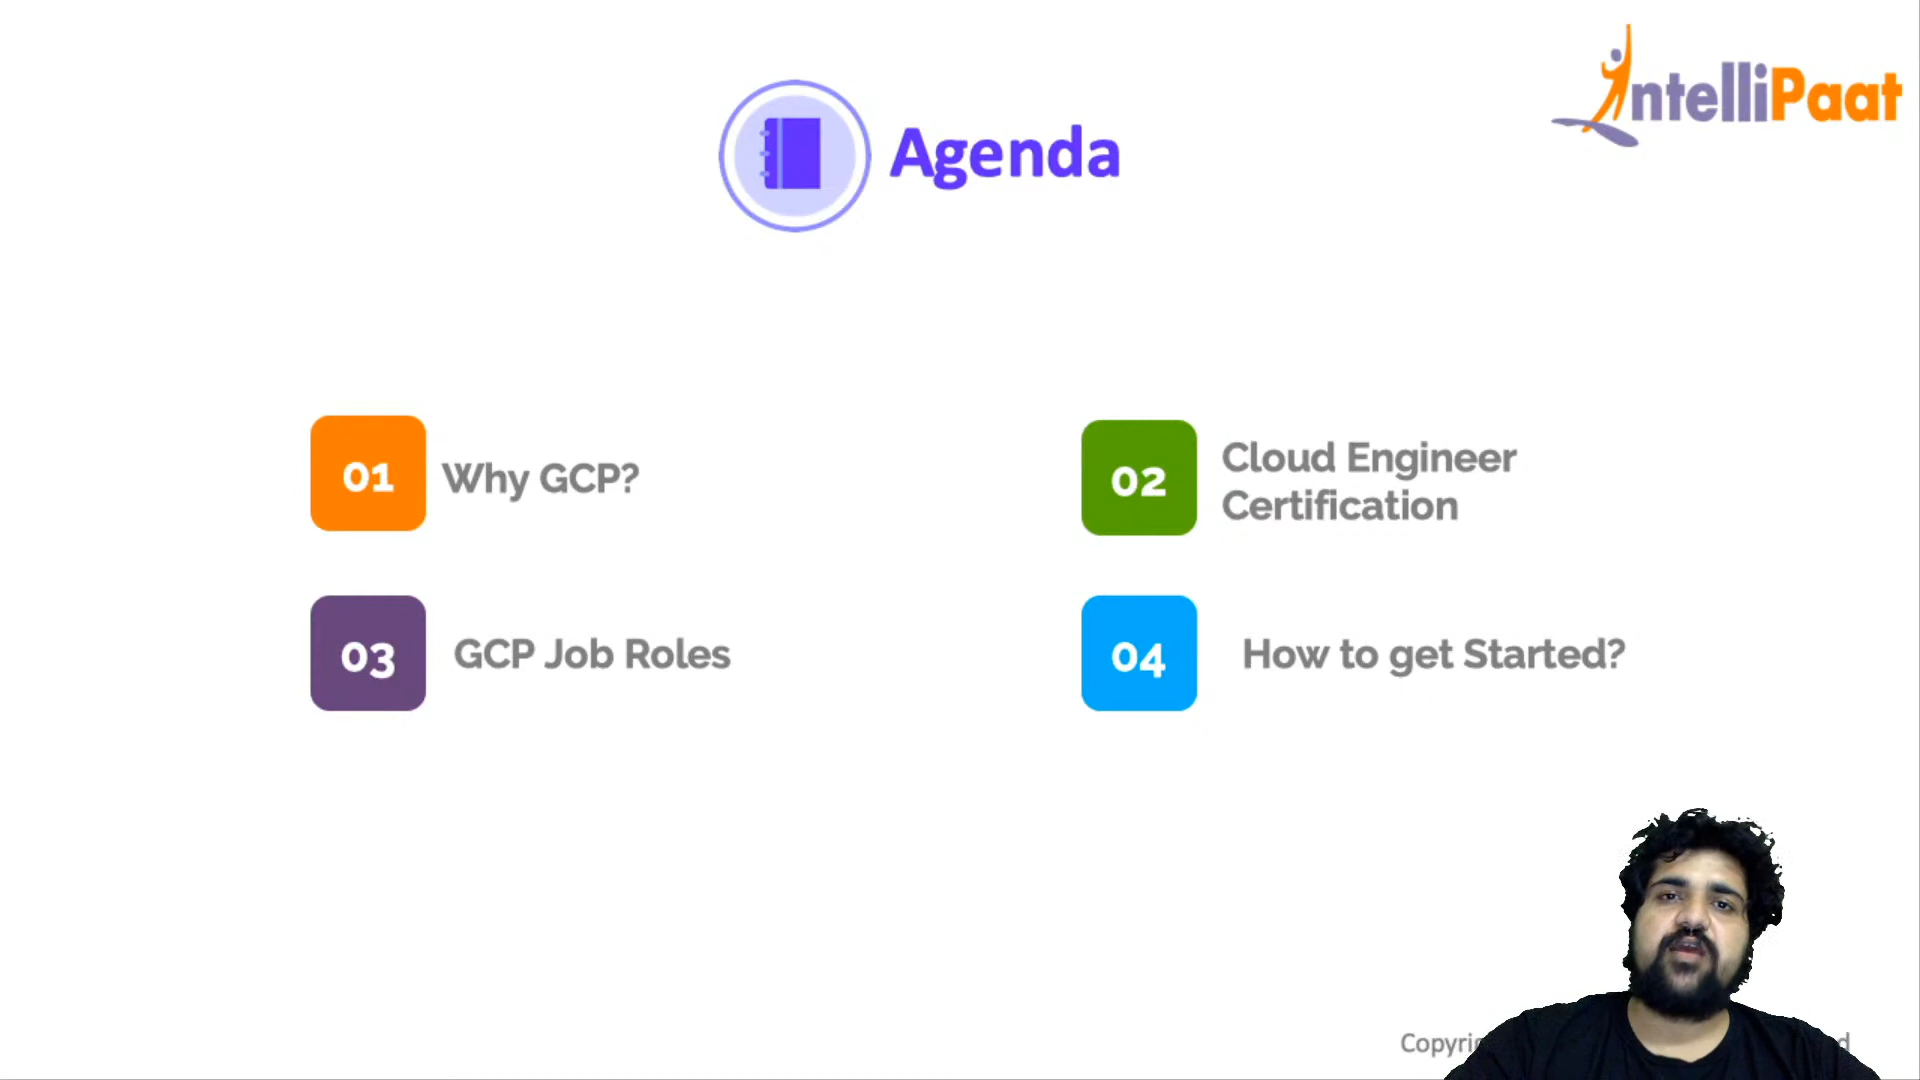 IntelliPaat
Agenda
01
Why GCP?
02
Cloud Engineer
Certification
03
GCP Job Roles
04
How to get Started?